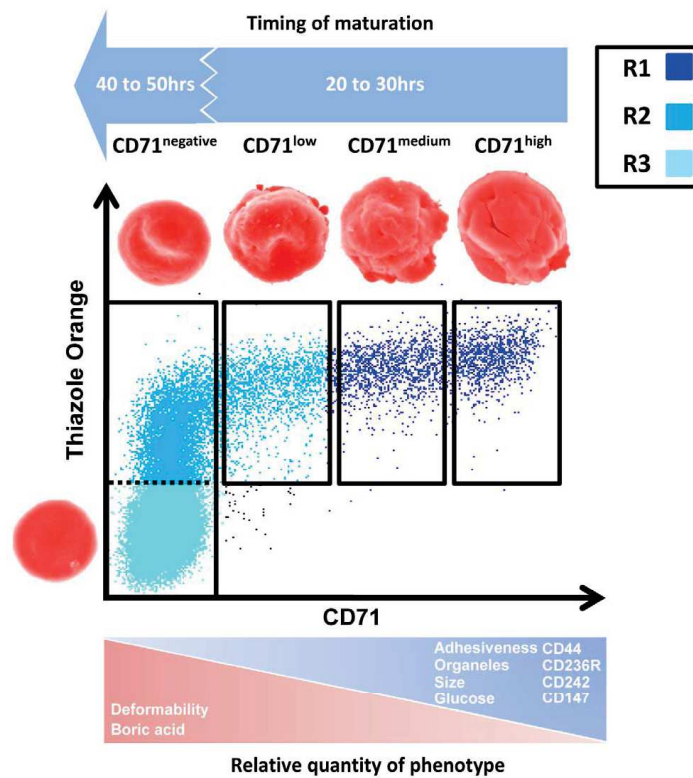 Timing of maturation
40 to 50hrs
20 to 30hrs
R1
R2
R3
CD71negative
CD71low
CD71medium
CD71high
Thiazole Orange
CD71
Adhesiveness CD44
Organeles CD236R
Size CD242
Glucose CD147
Deformability
Boric acid
Relative quantity of phenotype